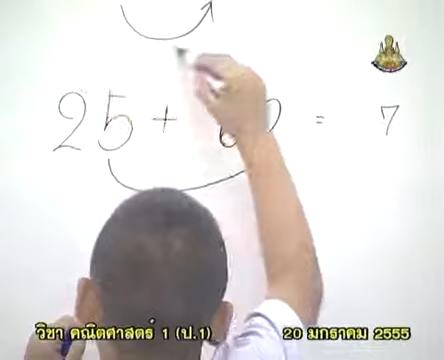 25 + = 7
วิชา คณิตศาสตร์ 1 (ป.1) 20 มกราคม 2555